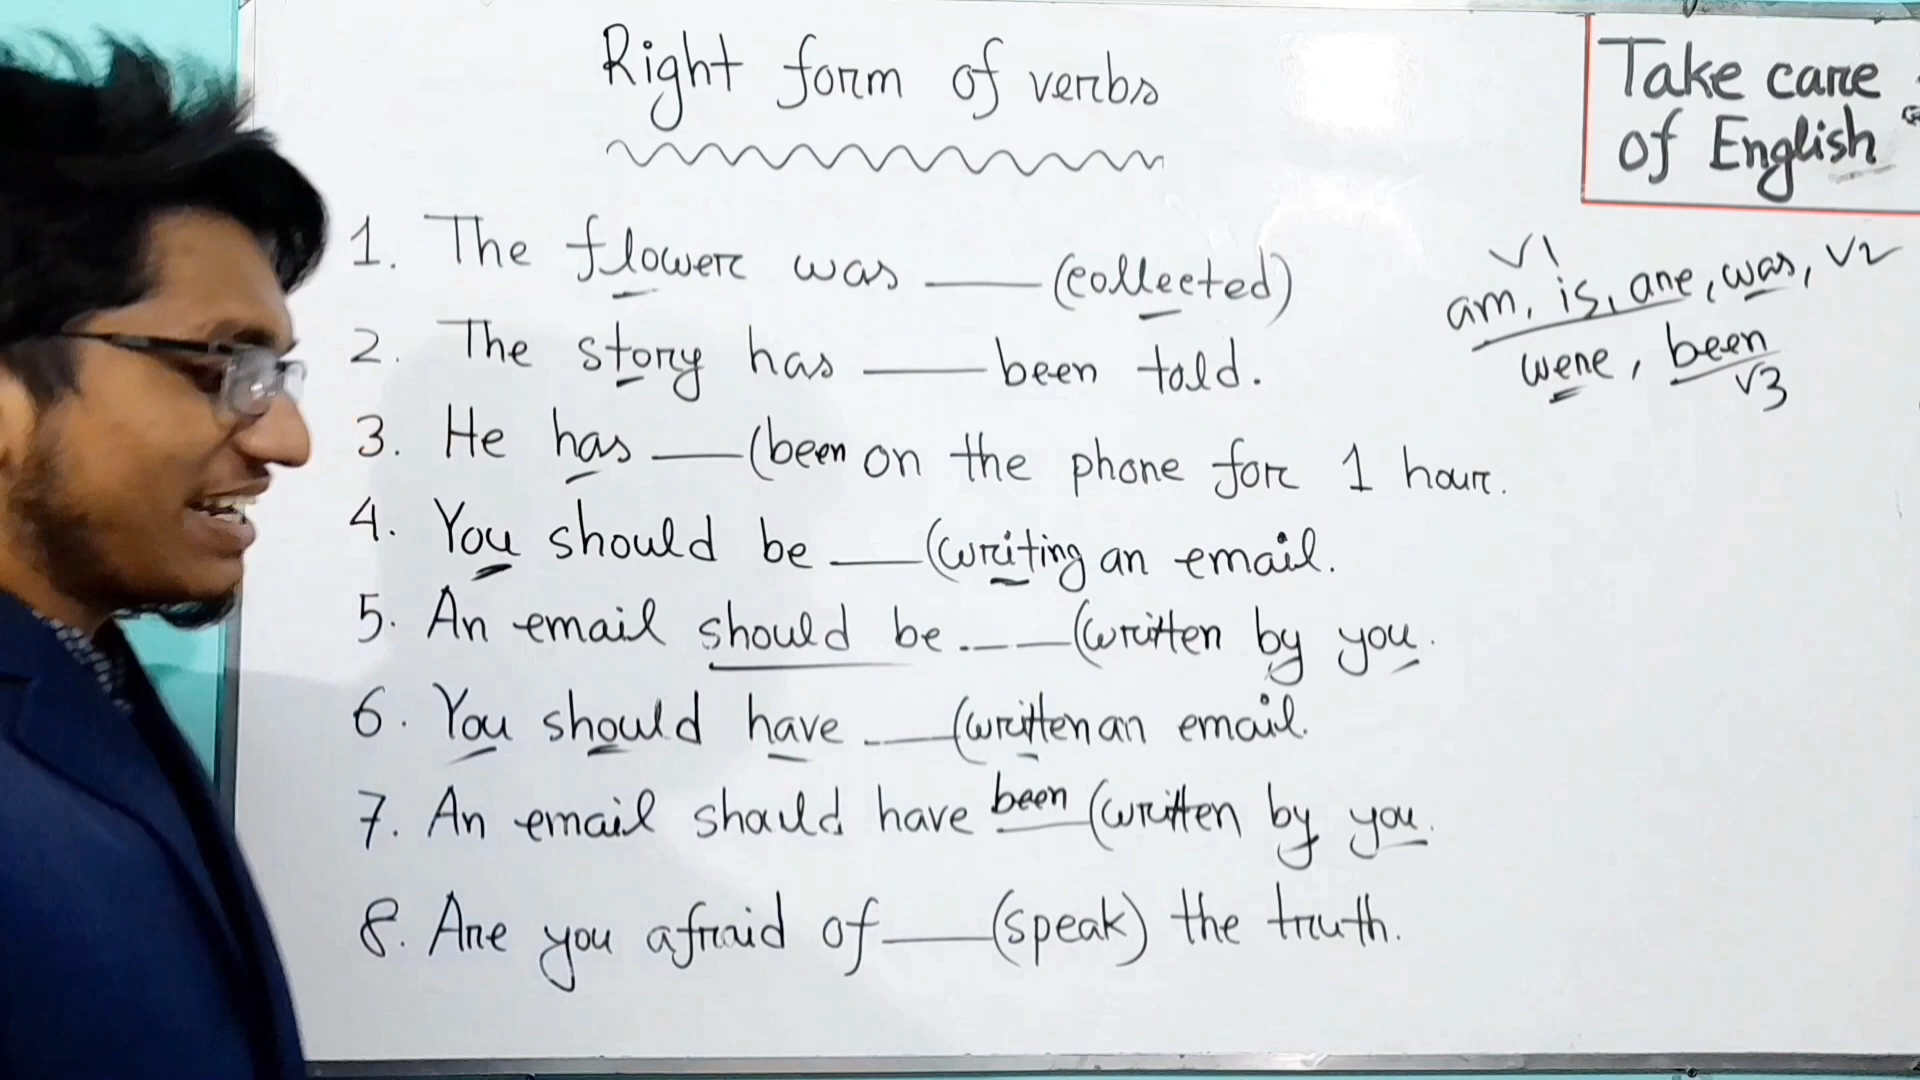 Right form of verbs
Take care
of English
1. The flower was ___ (collected)
2. The story has ___ been told.
3. He has ___ (been on the phone for 1 hour.
4. You should be ___ (writing an email.
5. An email should be ___ (written by you.
6. You should have ___ (written an email.
7. An email should have been (written by you.
8. Are you afraid of ___ (speak) the truth.
V1
am, is, are, was, V2
were, been
V3